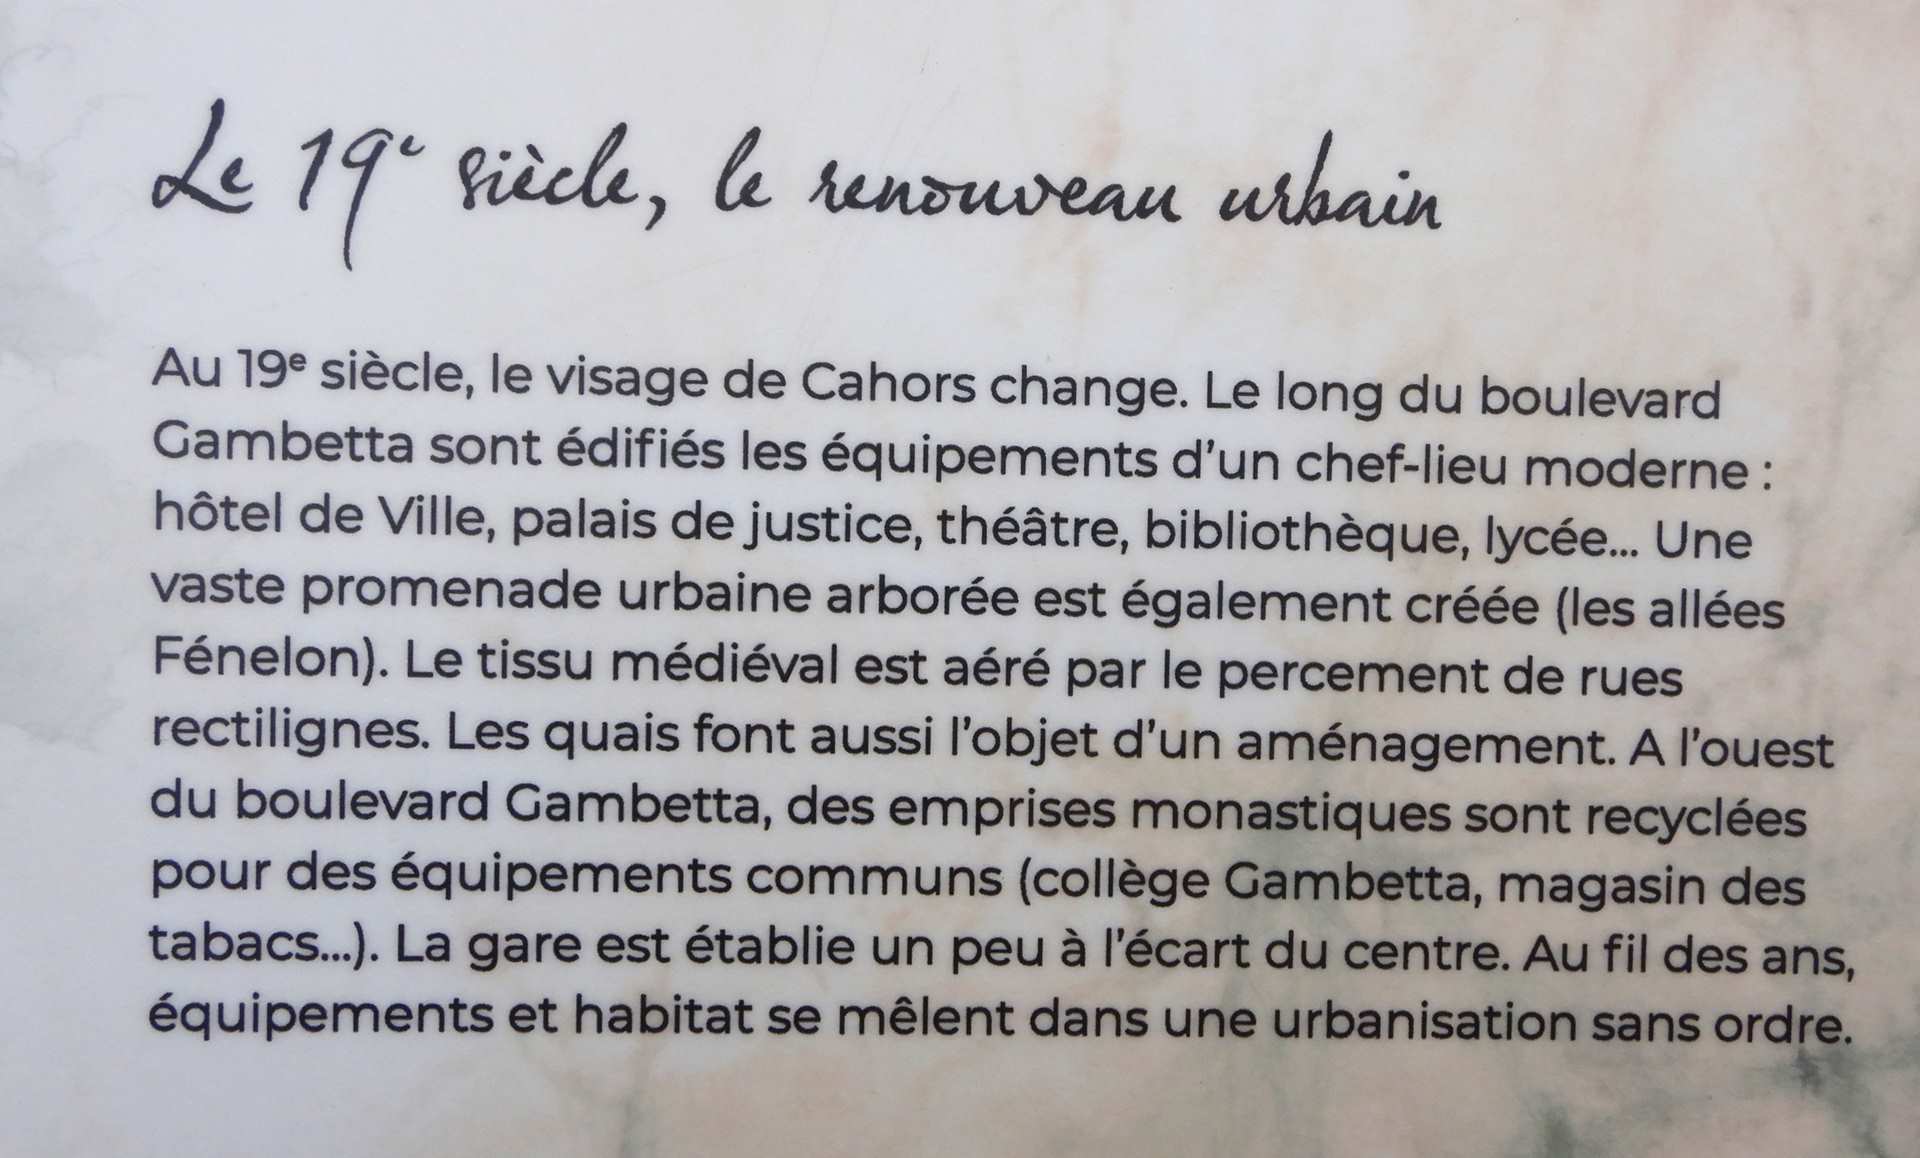 Le 19e siècle, le renouveau urbain
Au 19e siècle, le visage de Cahors change. Le long du boulevard
Gambetta sont édifiés les équipements d’un chef-lieu moderne :
hôtel de Ville, palais de justice, théâtre, bibliothèque, lycée... Une
vaste promenade urbaine arborée est également créée (les allées
Fénelon). Le tissu médiéval est aéré par le percement de rues
rectilignes. Les quais font aussi l’objet d’un aménagement. A l’ouest
du boulevard Gambetta, des emprises monastiques sont recyclées
pour des équipements communs (collège Gambetta, magasin des
tabacs...). La gare est établie un peu à l’écart du centre. Au fil des ans,
équipements et habitat se mêlent dans une urbanisation sans ordre.